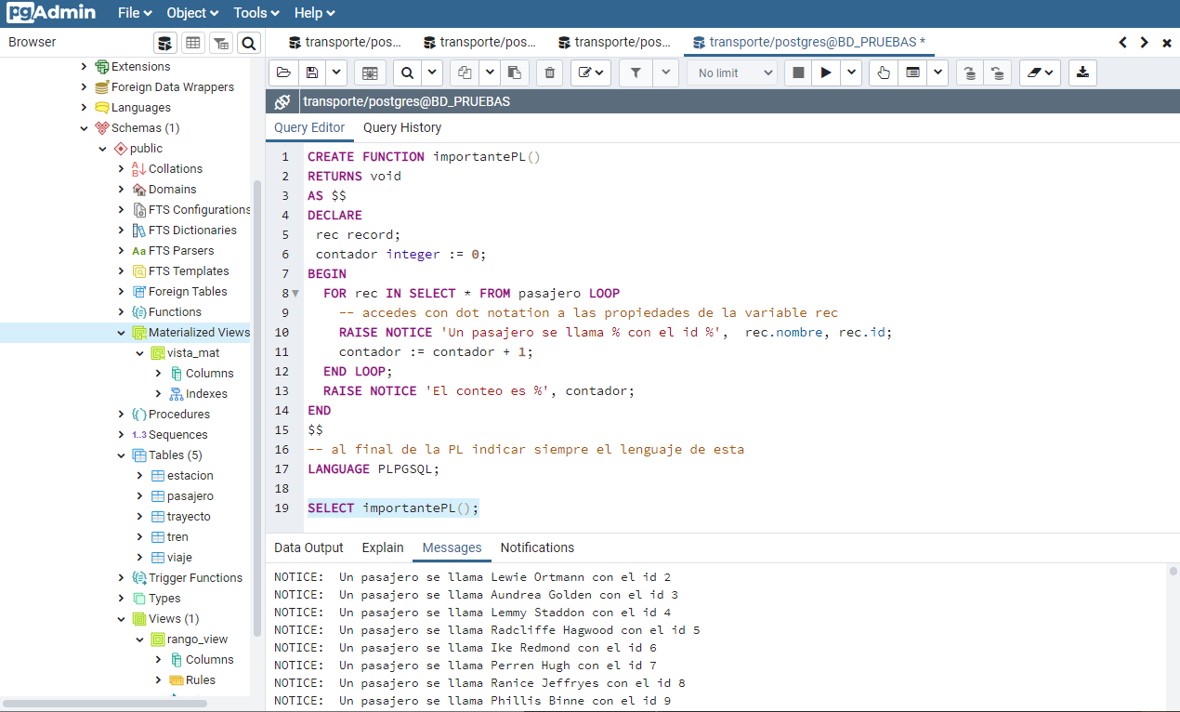 pgAdmin File Object Tools Help
Browser
transporte/pos... transporte/pos... transporte/pos... transporte/postgres@BD_PRUEBAS *
No limit
transporte/postgres@BD_PRUEBAS
Query Editor Query History
Extensions
Foreign Data Wrappers
Languages
Schemas (1)
public
Collations
Domains
FTS Configurations
FTS Dictionaries
Aa FTS Parsers
FTS Templates
Foreign Tables
Functions
Materialized Views
vista_mat
Columns
Indexes
Procedures
1..3 Sequences
Tables (5)
estacion
pasajero
trayecto
tren
viaje
Trigger Functions
Types
Views (1)
rango_view
Columns
Rules
1 CREATE FUNCTION importantePL()
2 RETURNS void
3 AS $$
4 DECLARE
5 rec record;
6 contador integer := 0;
7 BEGIN
8 FOR rec IN SELECT * FROM pasajero LOOP
9 -- accedes con dot notation a las propiedades de la variable rec
10 RAISE NOTICE 'Un pasajero se llama % con el id %', rec.nombre, rec.id;
11 contador := contador + 1;
12 END LOOP;
13 RAISE NOTICE 'El conteo es %', contador;
14 END
15 $$
16 -- al final de la PL indicar siempre el lenguaje de esta
17 LANGUAGE PLPGSQL;
18
19 SELECT importantePL();
Data Output Explain Messages Notifications
NOTICE: Un pasajero se llama Lewie Ortmann con el id 2
NOTICE: Un pasajero se llama Aundrea Golden con el id 3
NOTICE: Un pasajero se llama Lemmy Staddon con el id 4
NOTICE: Un pasajero se llama Radcliffe Hagwood con el id 5
NOTICE: Un pasajero se llama Ike Redmond con el id 6
NOTICE: Un pasajero se llama Perren Hugh con el id 7
NOTICE: Un pasajero se llama Ranice Jeffryes con el id 8
NOTICE: Un pasajero se llama Phillis Binne con el id 9